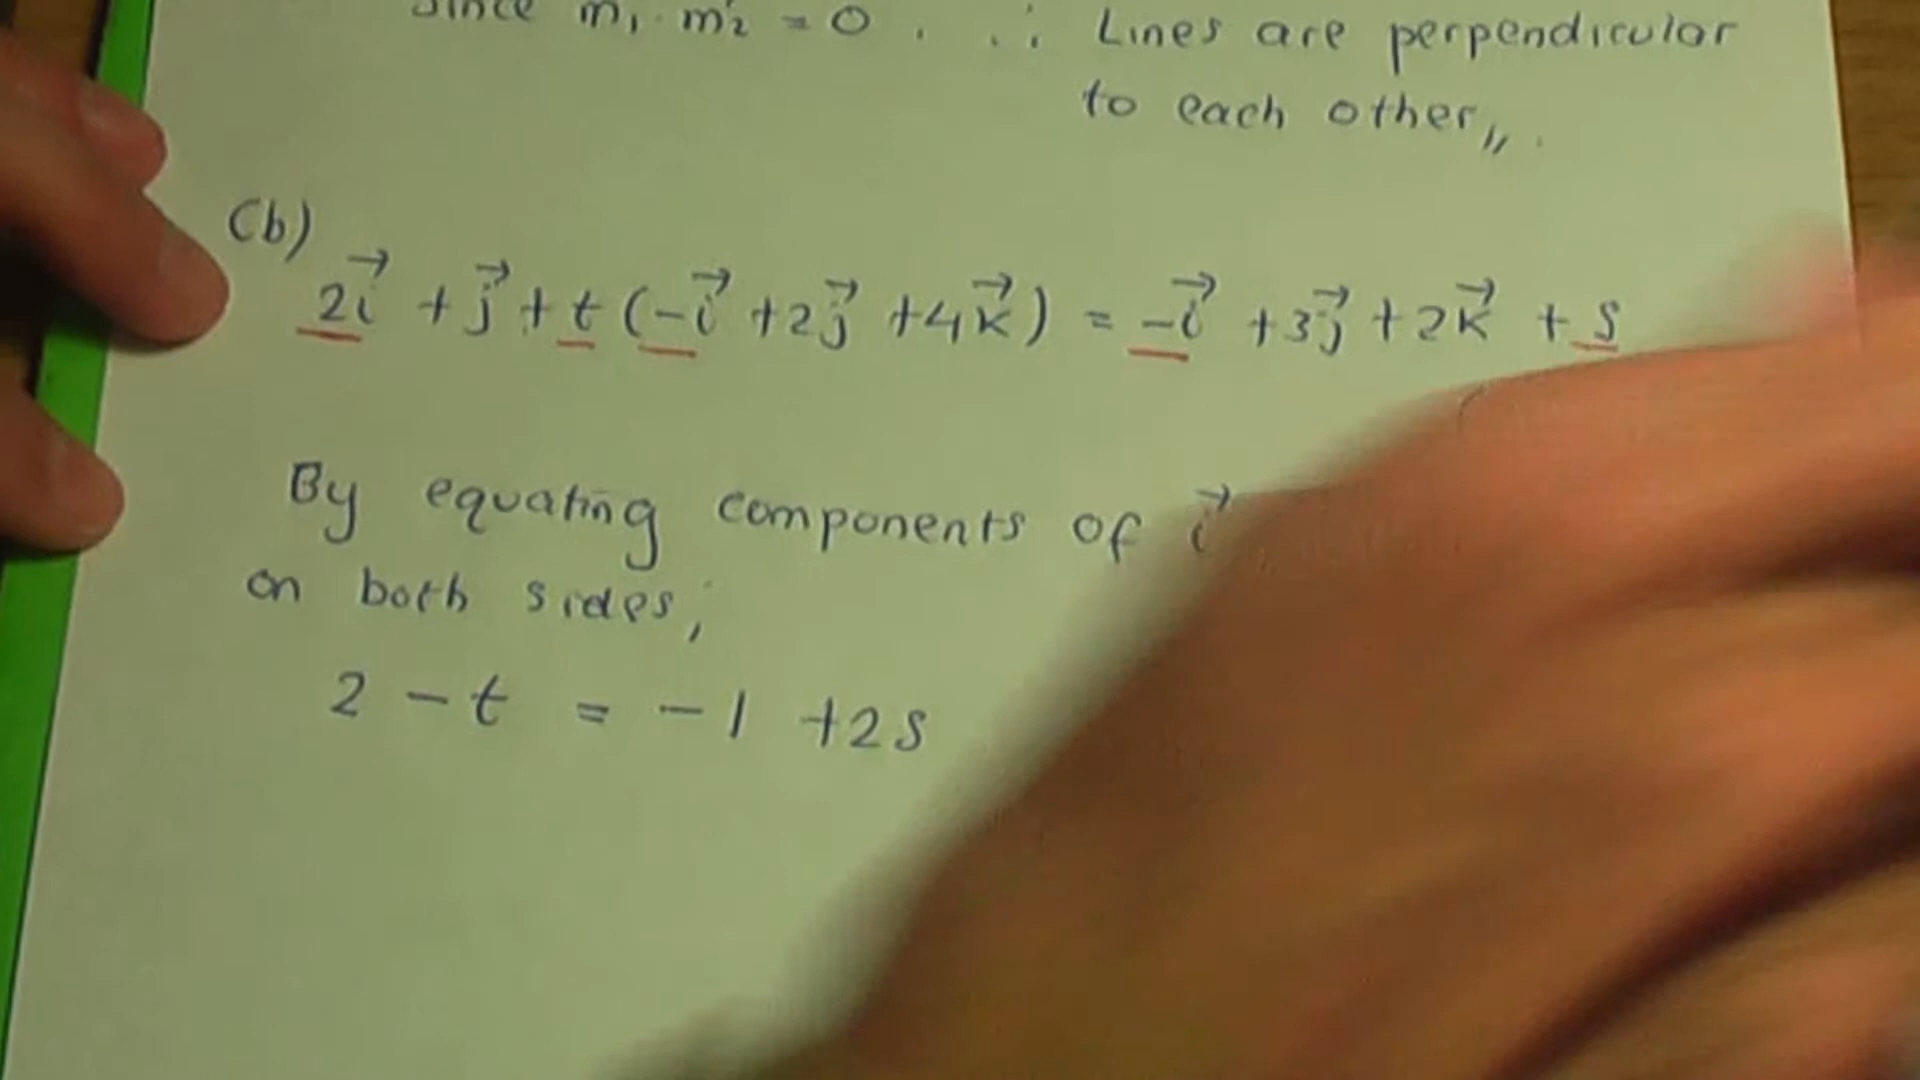 Since m₁ . m₂ = 0 . ∴ Lines are perpendicular
to each other,, .
(b)
2i⃗ + j⃗ + t (-i⃗ +2j⃗ +4k⃗) = -i⃗ +3j⃗ +2k⃗ + s
By equating components of i⃗
on both sides,
2 - t = -1 +2s